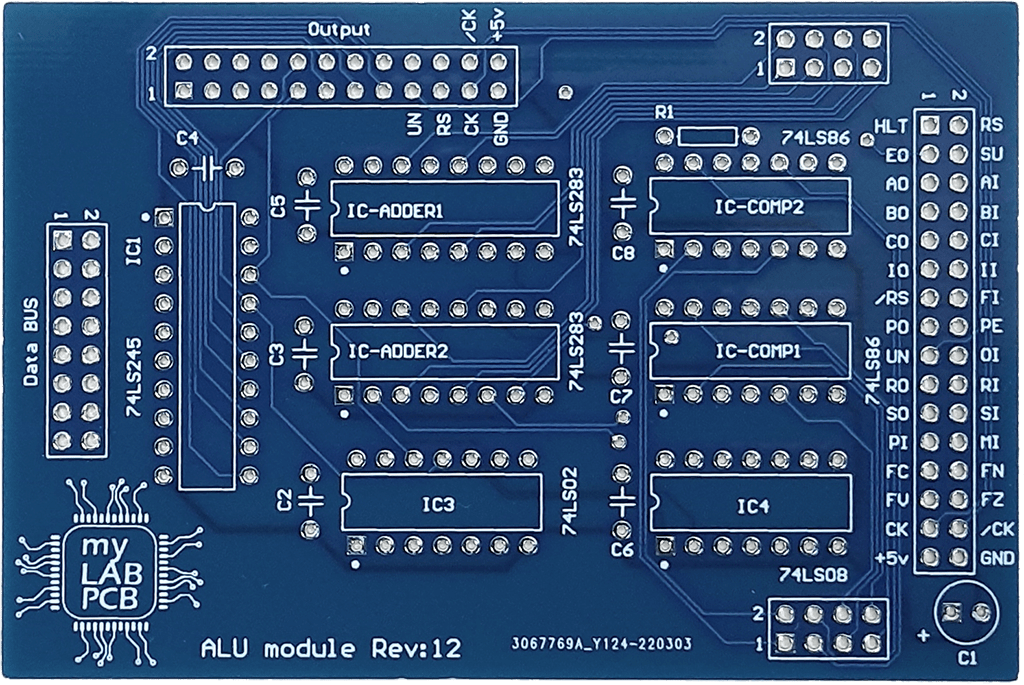 Output
/CK
+5v
2
1
UN
RS
CK
GND
2
1
C4
R1
74LS86
1
2
HLT
RS
EO
SU
AO
AI
BO
BI
CO
CI
IO
II
/RS
FI
PO
PE
UN
OI
RO
RI
SO
SI
PI
MI
FC
FN
FV
FZ
CK
/CK
+5v
GND
C5
IC-ADDER1
74LS283
C8
IC-COMP2
1
2
Data BUS
IC1
74LS245
C3
IC-ADDER2
74LS283
C7
IC-COMP1
74LS86
C2
IC3
74LS02
C6
IC4
74LS08
my
LAB
PCB
ALU module Rev:12
3067769A_Y124-220303
2
1
+
C1